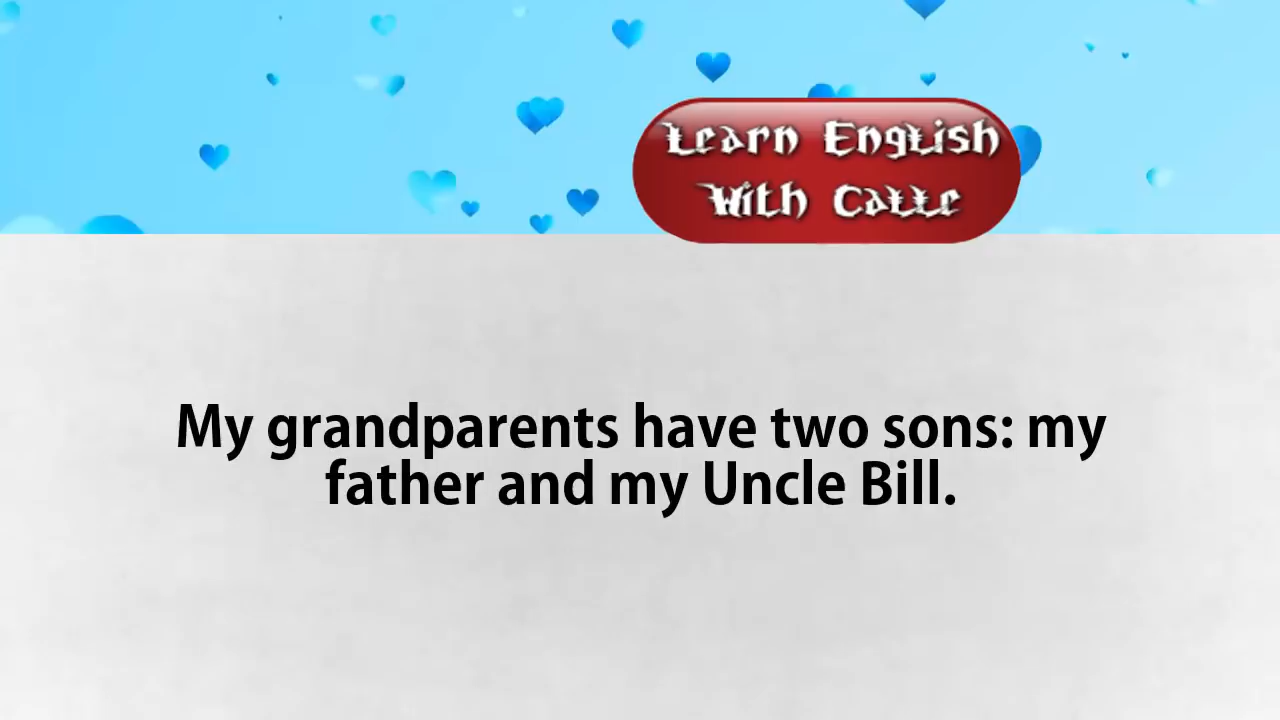 Learn English
With Catte
My grandparents have two sons: my
father and my Uncle Bill.